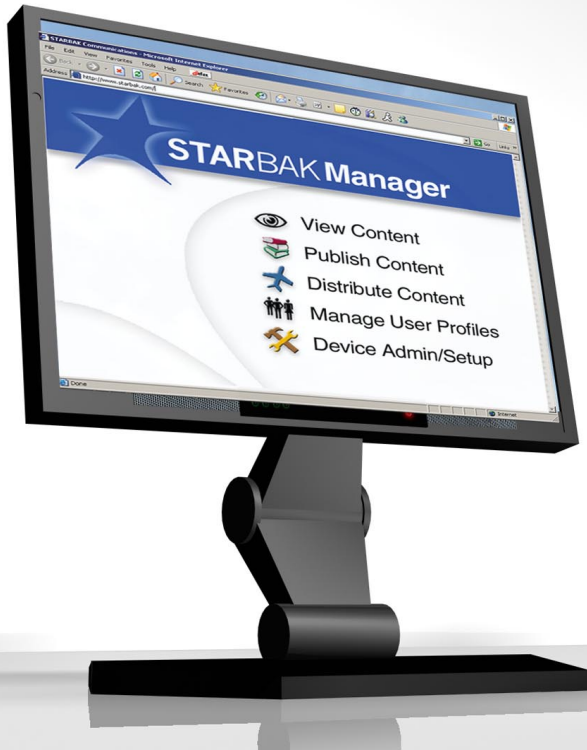 STARBAK Communications - Microsoft Internet Explorer
File Edit View Favorites Tools Help
Back Search Favorites
Address http://www.starbak.com/ Go Links
STARBAK Manager
View Content
Publish Content
Distribute Content
Manage User Profiles
Device Admin/Setup
Done Internet